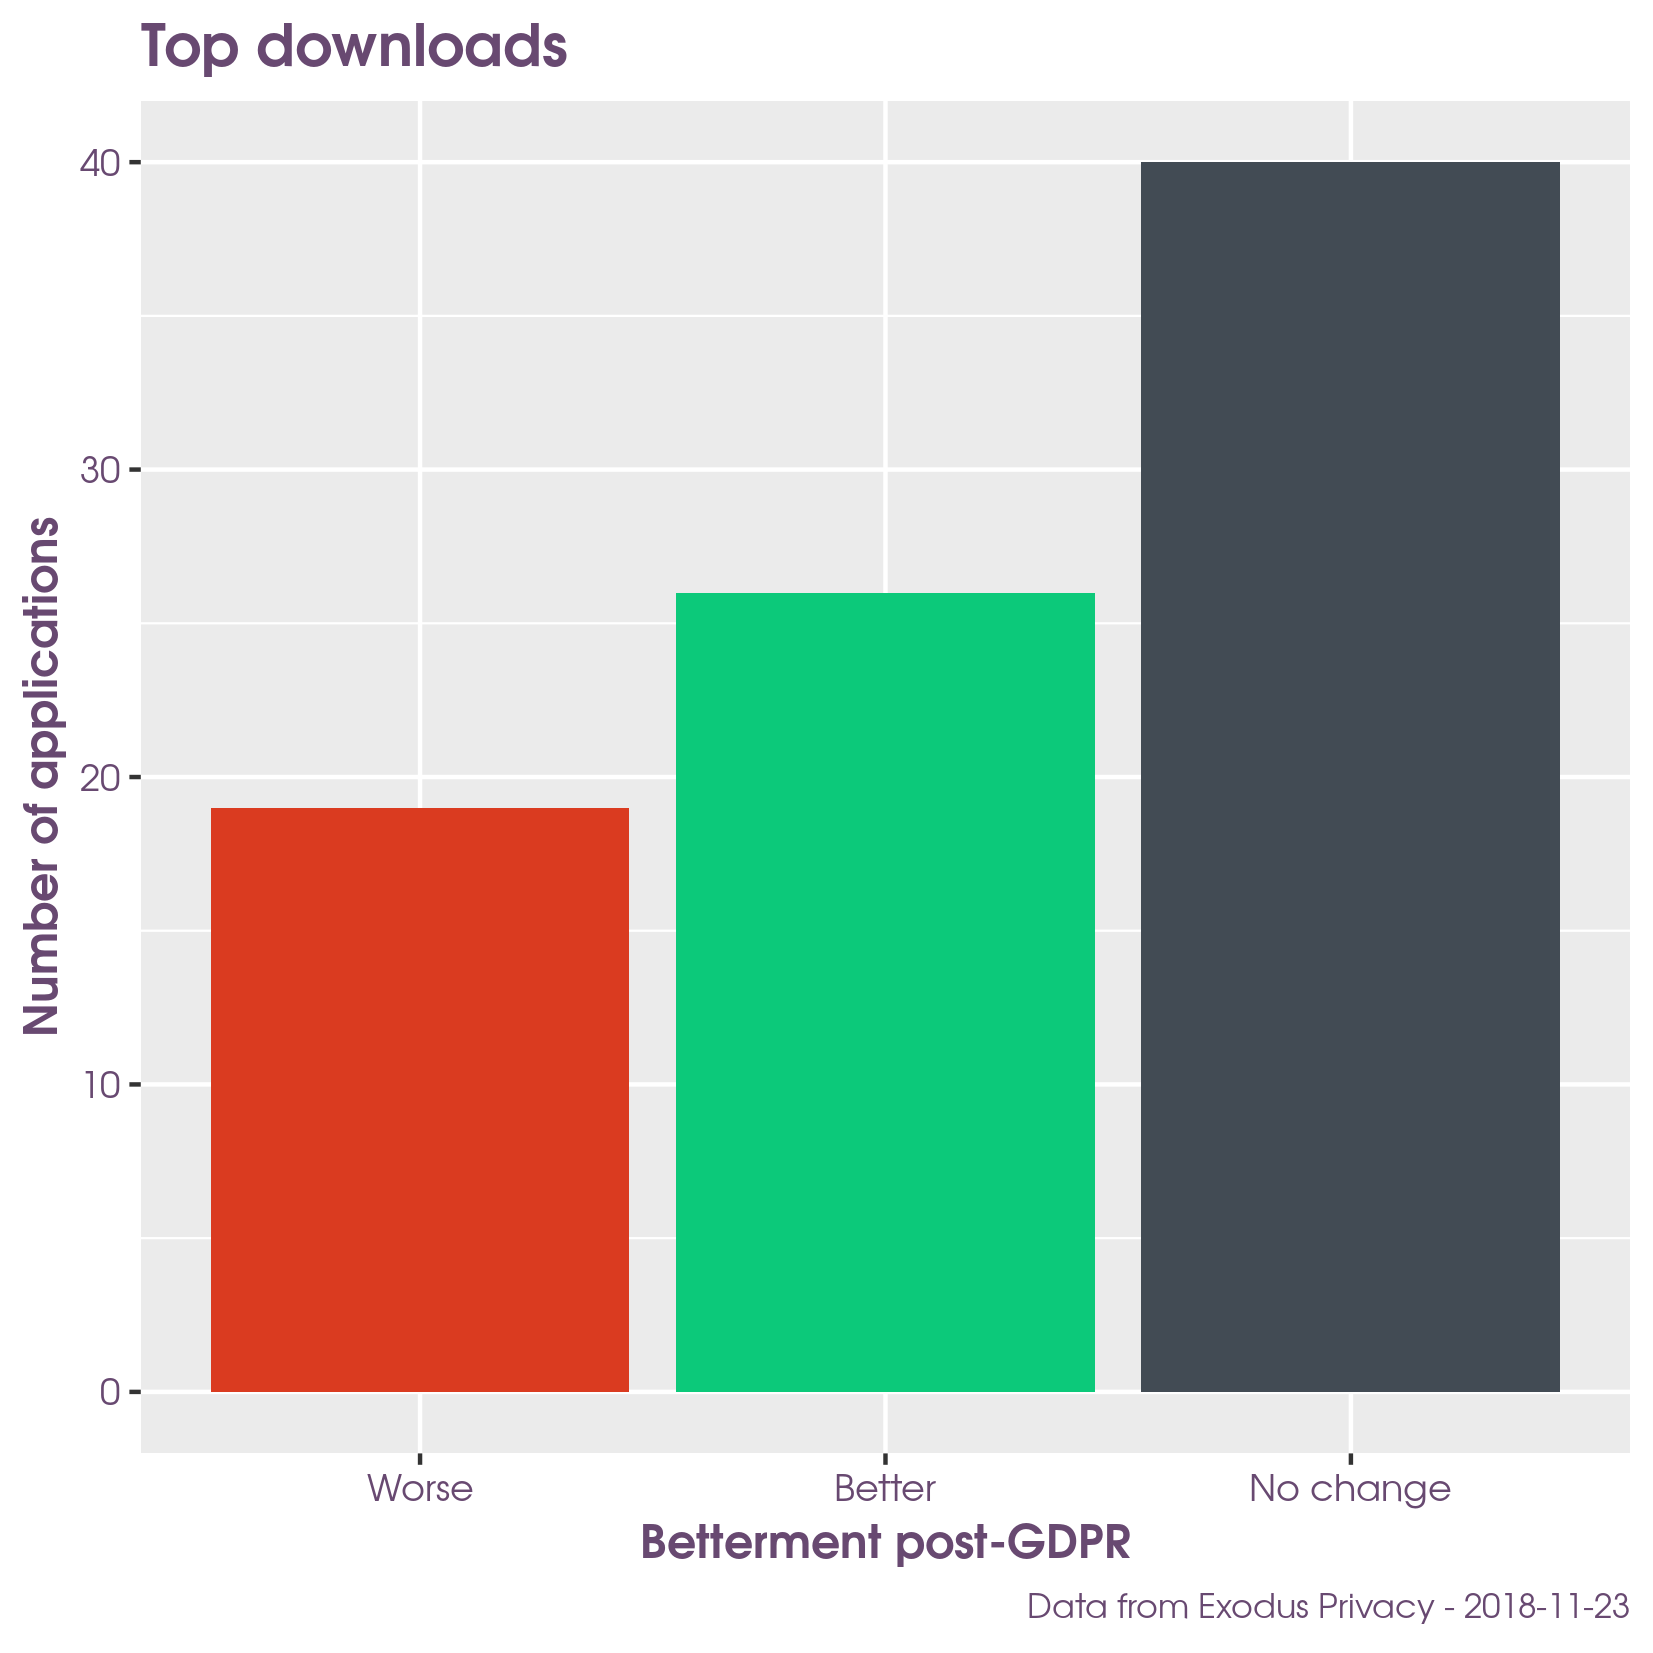 Top downloads
Number of applications
40
30
20
10
0
Worse
Better
No change
Betterment post-GDPR
Data from Exodus Privacy - 2018-11-23